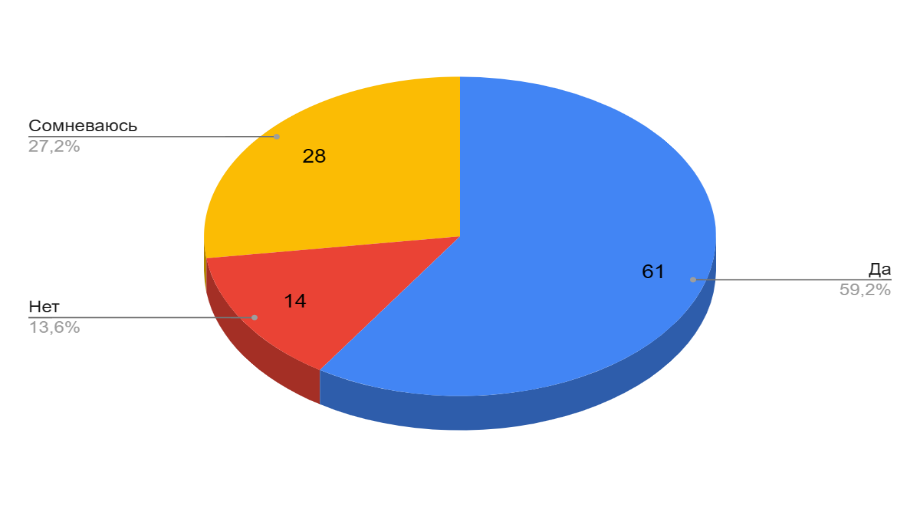 Сомневаюсь
27,2%
28
61
Да
59,2%
Нет
13,6%
14